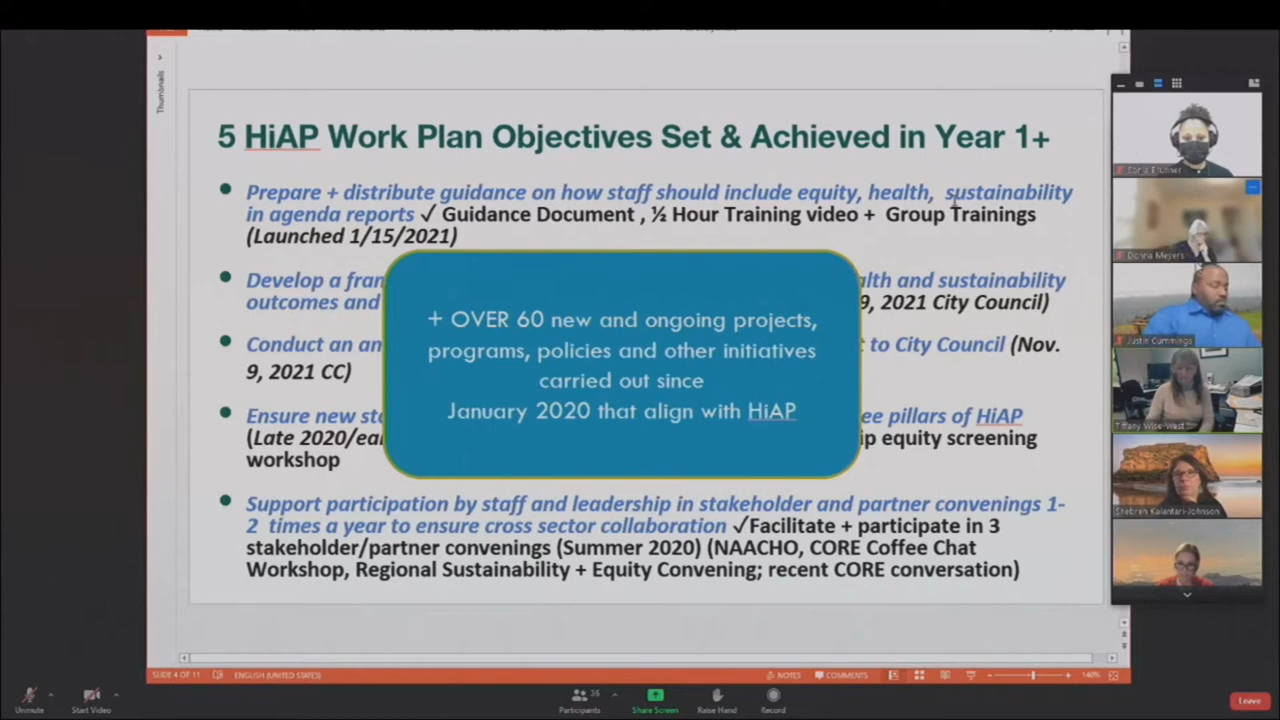 Thumbnails
5 HiAP Work Plan Objectives Set & Achieved in Year 1+
Prepare + distribute guidance on how staff should include equity, health, sustainability
in agenda reports ✓ Guidance Document , ½ Hour Training video + Group Trainings
(Launched 1/15/2021)
Develop a fran
alth and sustainability
outcomes and
9, 2021 City Council)
Conduct an an
t to City Council (Nov.
9, 2021 CC)
Ensure new sta
ee pillars of HiAP
(Late 2020/ear
ip equity screening
workshop
Support participation by staff and leadership in stakeholder and partner convenings 1-
2 times a year to ensure cross sector collaboration ✓Facilitate + participate in 3
stakeholder/partner convenings (Summer 2020) (NAACHO, CORE Coffee Chat
Workshop, Regional Sustainability + Equity Convening; recent CORE conversation)
+ OVER 60 new and ongoing projects,
programs, policies and other initiatives
carried out since
January 2020 that align with HiAP
Sonja Brunner
Donna Meyers
Justin Cummings
Tiffany Wise-West
Shebreh Kalantari-Johnson
SLIDE 4 OF 11
ENGLISH (UNITED STATES)
NOTES
COMMENTS
140%
Unmute
Start Video
36
Participants
Share Screen
Raise Hand
Record
Leave